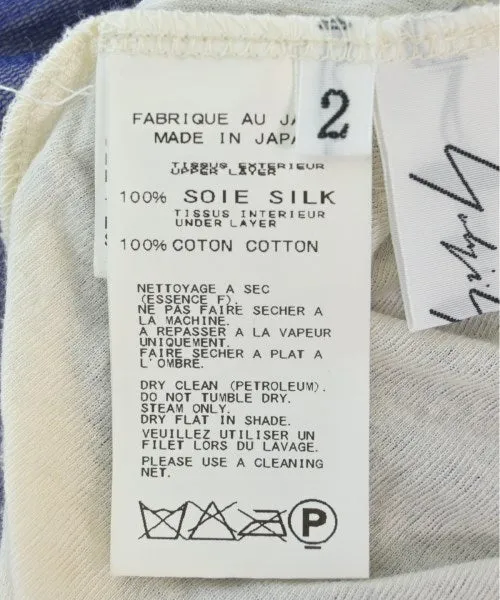 FABRIQUE AU JA
MADE IN JAPA
2
TISSUS EXTERIEUR
UPPER LAYER
100% SOIE SILK
TISSUS INTERIEUR
UNDER LAYER
100% COTON COTTON
NETTOYAGE A SEC
(ESSENCE F).
NE PAS FAIRE SECHER A
LA MACHINE.
A REPASSER A LA VAPEUR
UNIQUEMENT.
FAIRE SECHER A PLAT A
L'OMBRE.
DRY CLEAN (PETROLEUM).
DO NOT TUMBLE DRY.
STEAM ONLY.
DRY FLAT IN SHADE.
VEUILLEZ UTILISER UN
FILET LORS DU LAVAGE.
PLEASE USE A CLEANING
NET.
P